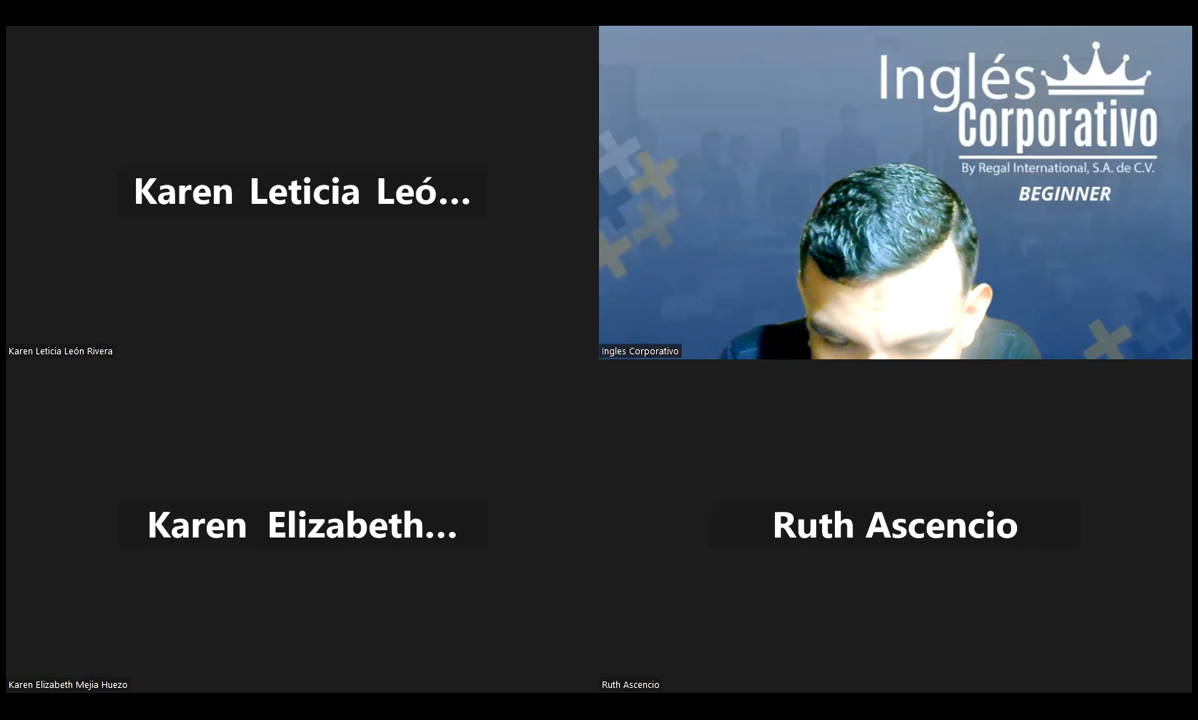 Karen Leticia Leó...
Karen Leticia León Rivera
Inglés
Corporativo
By Regal International, S.A. de C.V.
BEGINNER
Ingles Corporativo
Karen Elizabeth...
Karen Elizabeth Mejia Huezo
Ruth Ascencio
Ruth Ascencio